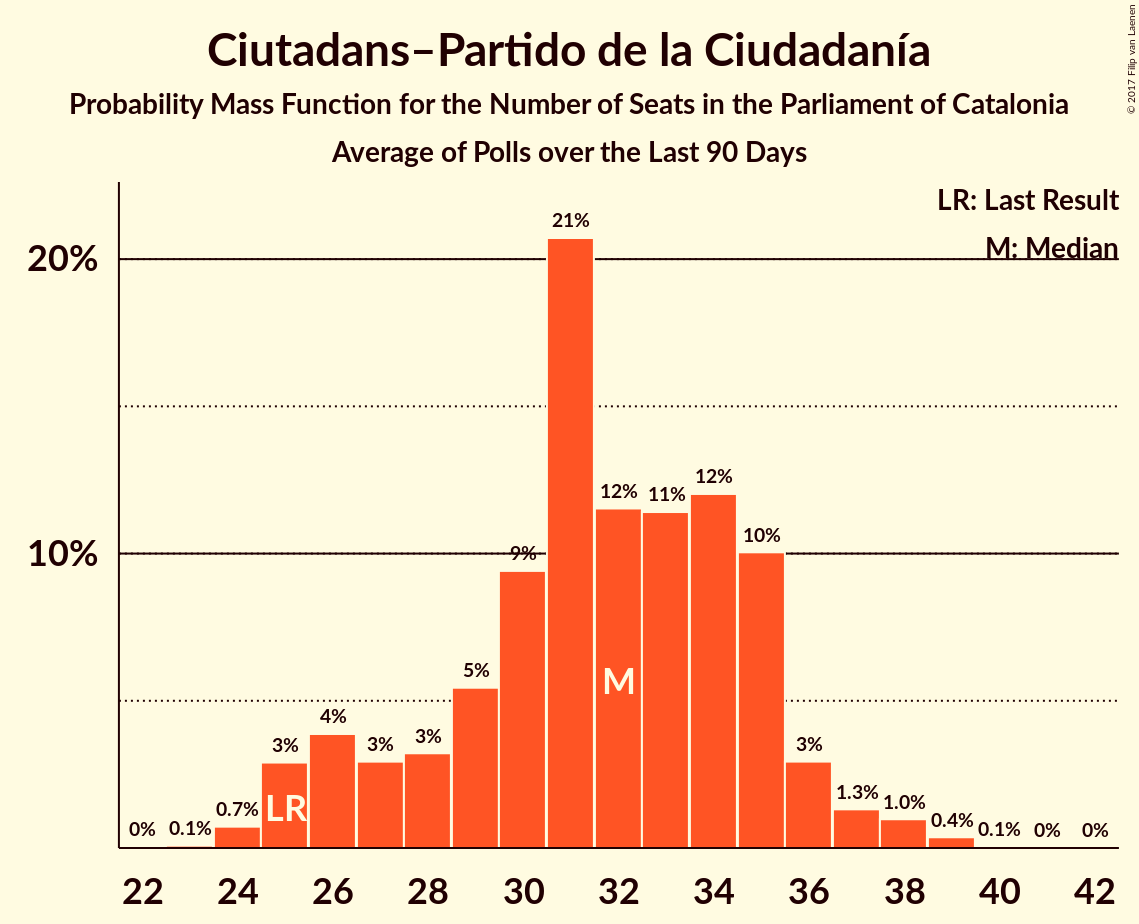 Ciutadans–Partido de la Ciudadanía
Probability Mass Function for the Number of Seats in the Parliament of Catalonia
Average of Polls over the Last 90 Days
© 2017 Filip van Laenen
LR: Last Result
M: Median
20%
10%
0%
0.1%
0.7%
3%
4%
3%
3%
5%
9%
21%
12%
11%
12%
10%
3%
1.3%
1.0%
0.4%
0.1%
0%
0%
LR
M
22 24 26 28 30 32 34 36 38 40 42